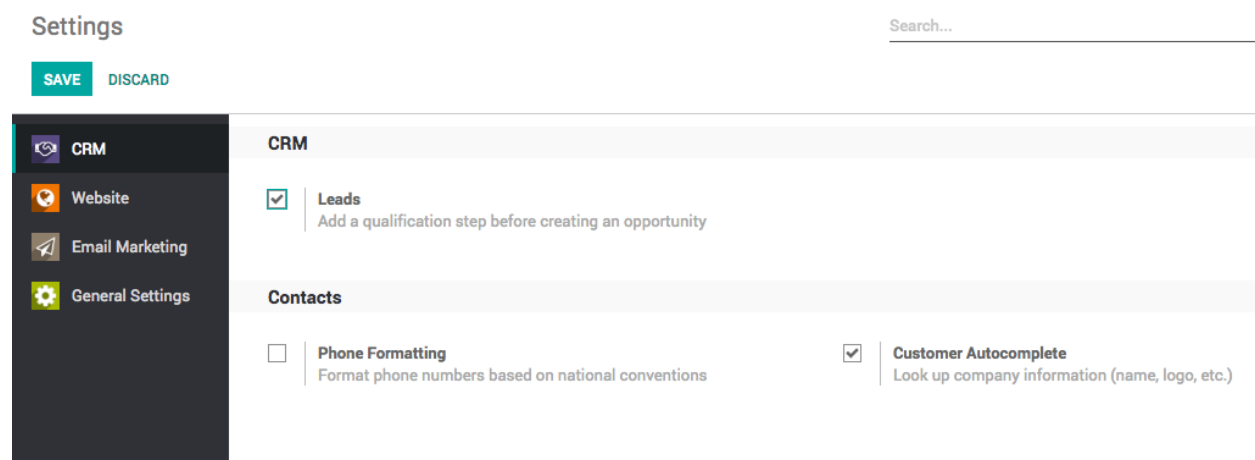 Settings
Search...
SAVE DISCARD
CRM
Website
Email Marketing
General Settings
CRM
Leads
Add a qualification step before creating an opportunity
Contacts
Phone Formatting
Format phone numbers based on national conventions
Customer Autocomplete
Look up company information (name, logo, etc.)